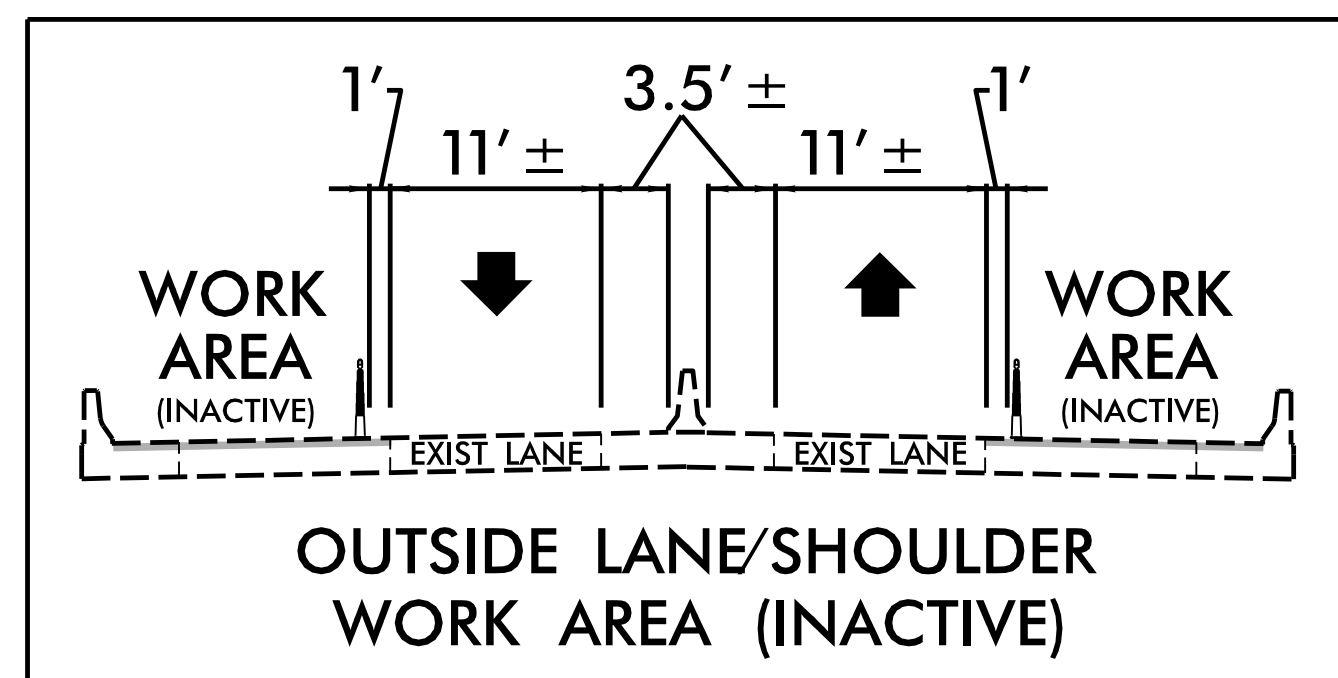 1' 3.5' ± 1'
11' ± 11' ±
WORK AREA (INACTIVE)
WORK AREA (INACTIVE)
EXIST LANE EXIST LANE
OUTSIDE LANE/SHOULDER
WORK AREA (INACTIVE)